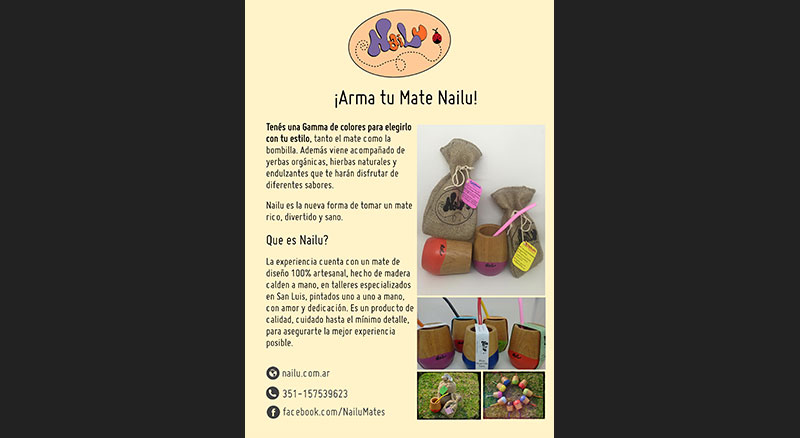 NaiLu
¡Arma tu Mate Nailu!
Tenés una Gamma de colores para elegirlo
con tu estilo, tanto el mate como la
bombilla. Además viene acompañado de
yerbas orgánicas, hierbas naturales y
endulzantes que te harán disfrutar de
diferentes sabores.
Nailu es la nueva forma de tomar un mate
rico, divertido y sano.
Que es Nailu?
La experiencia cuenta con un mate de
diseño 100% artesanal, hecho de madera
calden a mano, en talleres especializados
en San Luis, pintados uno a uno a mano,
con amor y dedicación. Es un producto de
calidad, cuidado hasta el mínimo detalle,
para asegurarte la mejor experiencia
posible.
nailu.com.ar
351-157539623
facebook.com/NailuMates